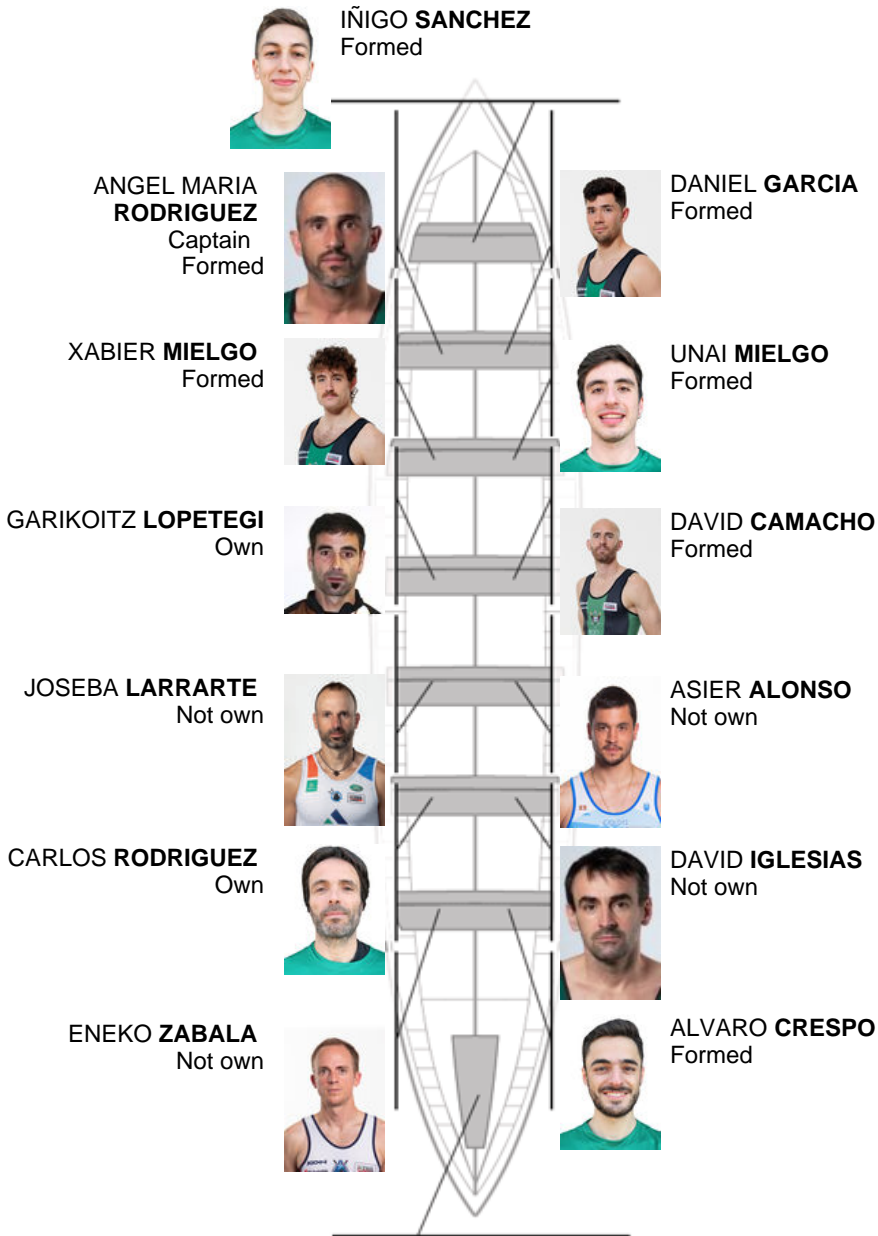 IÑIGO SANCHEZ
Formed
ANGEL MARIA
RODRIGUEZ
Captain
Formed
DANIEL GARCIA
Formed
XABIER MIELGO
Formed
UNAI MIELGO
Formed
GARIKOITZ LOPETEGI
Own
DAVID CAMACHO
Formed
JOSEBA LARRARTE
Not own
ASIER ALONSO
Not own
CARLOS RODRIGUEZ
Own
DAVID IGLESIAS
Not own
ENEKO ZABALA
Not own
ALVARO CRESPO
Formed